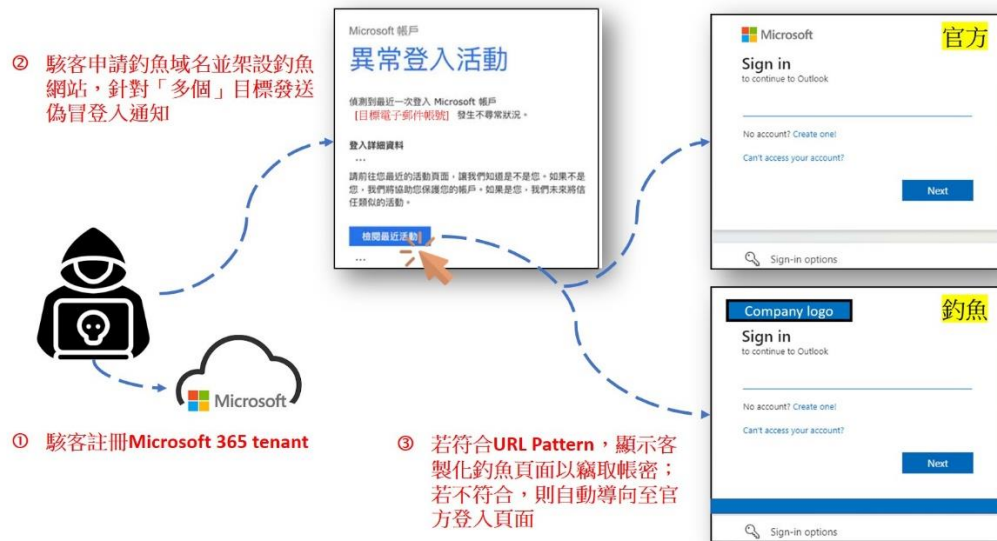 ② 駭客申請釣魚域名並架設釣魚
網站，針對「多個」目標發送
偽冒登入通知
Microsoft 帳戶
異常登入活動
偵測到最近一次登入 Microsoft 帳戶
[目標電子郵件帳號] 發生不尋常狀況。
登入詳細資料
...
請前往您最近的活動頁面，讓我們知道是不是您。如果不是
您，我們將協助您保護您的帳戶。如果是您，我們未來將信
任類似的活動。
檢閱最近活動
...
Microsoft
官方
Sign in
to continue to Outlook
No account? Create one!
Can't access your account?
Next
Sign-in options
Company logo
釣魚
Sign in
to continue to Outlook
No account? Create one!
Can't access your account?
Next
Sign-in options
Microsoft
① 駭客註冊Microsoft 365 tenant
③ 若符合URL Pattern，顯示客
製化釣魚頁面以竊取帳密；
若不符合，則自動導向至官
方登入頁面